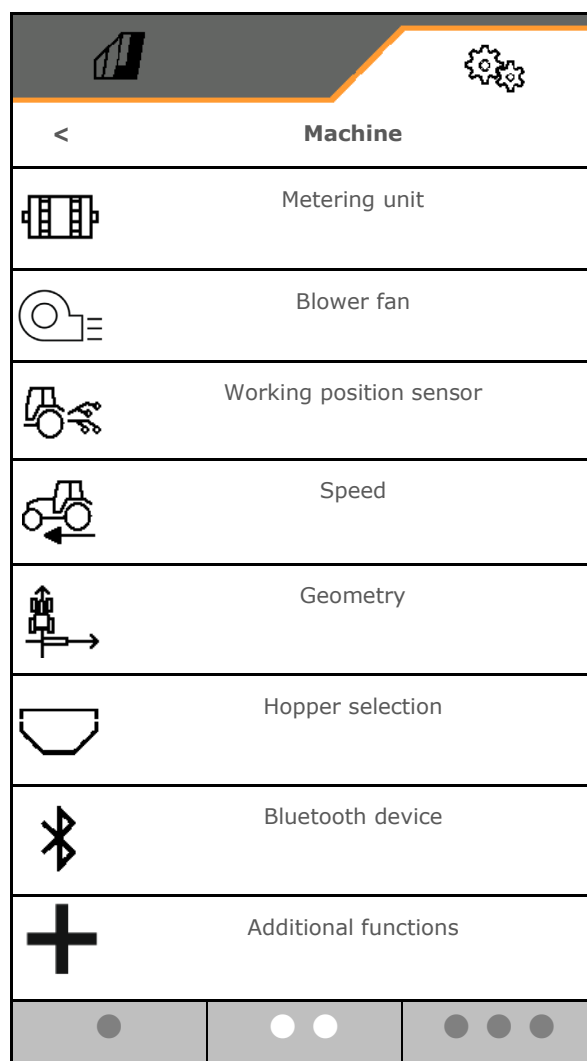 < Machine
Metering unit
Blower fan
Working position sensor
Speed
Geometry
Hopper selection
Bluetooth device
Additional functions